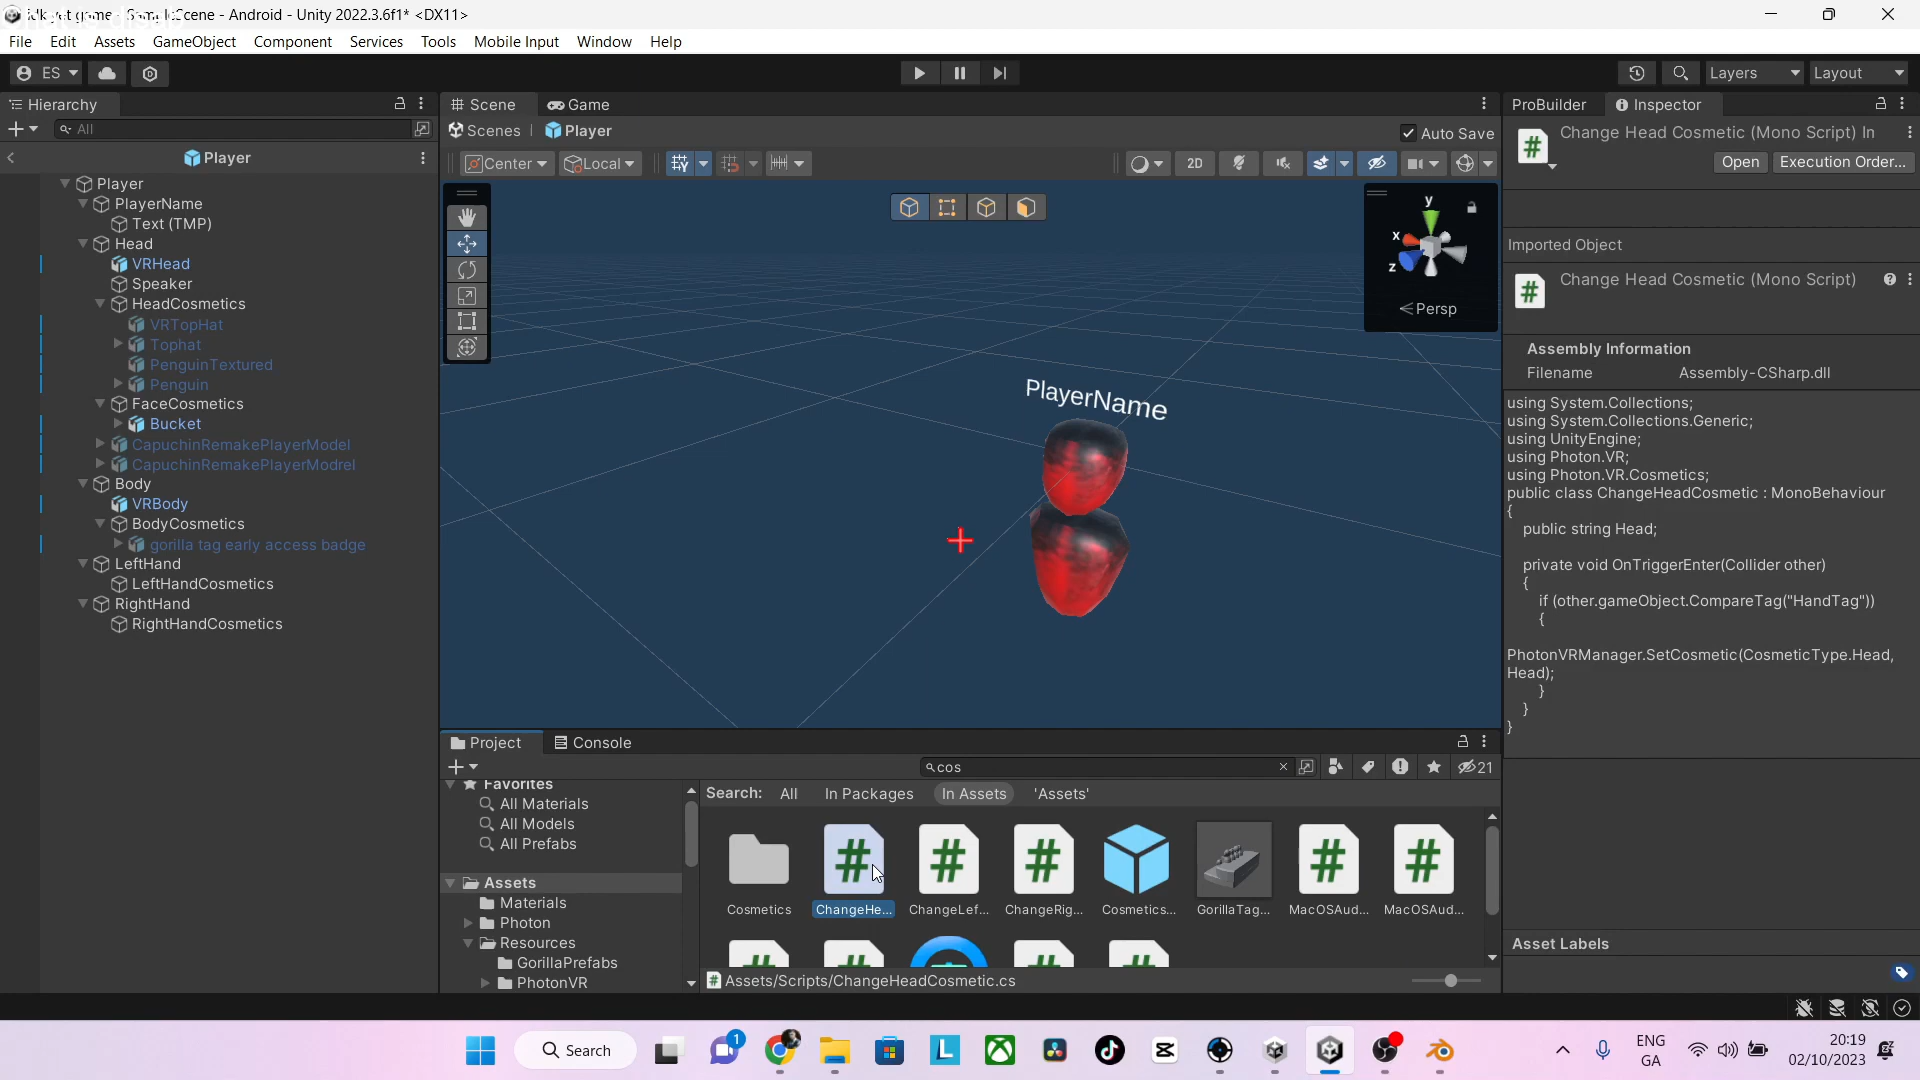 idk yet game - SampleScene - Android - Unity 2022.3.6f1* <DX11>
File Edit Assets GameObject Component Services Tools Mobile Input Window Help
ES
Layers
Layout
Hierarchy
All
Player
Player
PlayerName
Text (TMP)
Head
VRHead
Speaker
HeadCosmetics
VRTopHat
Tophat
PenguinTextured
Penguin
FaceCosmetics
Bucket
CapuchinRemakePlayerModel
CapuchinRemakePlayerModrel
Body
VRBody
BodyCosmetics
gorilla tag early access badge
LeftHand
LeftHandCosmetics
RightHand
RightHandCosmetics
Scene Game
Scenes Player
Auto Save
Center Local
2D
y
x
z
Persp
PlayerName
Project Console
cos
21
Favorites
All Materials
All Models
All Prefabs
Assets
Materials
Photon
Resources
GorillaPrefabs
PhotonVR
Search: All In Packages In Assets 'Assets'
Cosmetics ChangeHe... ChangeLef... ChangeRig... Cosmetics... GorillaTag... MacOSAud... MacOSAud...
Assets/Scripts/ChangeHeadCosmetic.cs
ProBuilder Inspector
Change Head Cosmetic (Mono Script) In
Open Execution Order...
Imported Object
Change Head Cosmetic (Mono Script)
Assembly Information
Filename Assembly-CSharp.dll
using System.Collections;
using System.Collections.Generic;
using UnityEngine;
using Photon.VR;
using Photon.VR.Cosmetics;
public class ChangeHeadCosmetic : MonoBehaviour
{
public string Head;
private void OnTriggerEnter(Collider other)
{
if (other.gameObject.CompareTag("HandTag"))
{
PhotonVRManager.SetCosmetic(CosmeticType.Head,
Head);
}
}
}
Asset Labels
Search
1
ENG
GA
20:19
02/10/2023